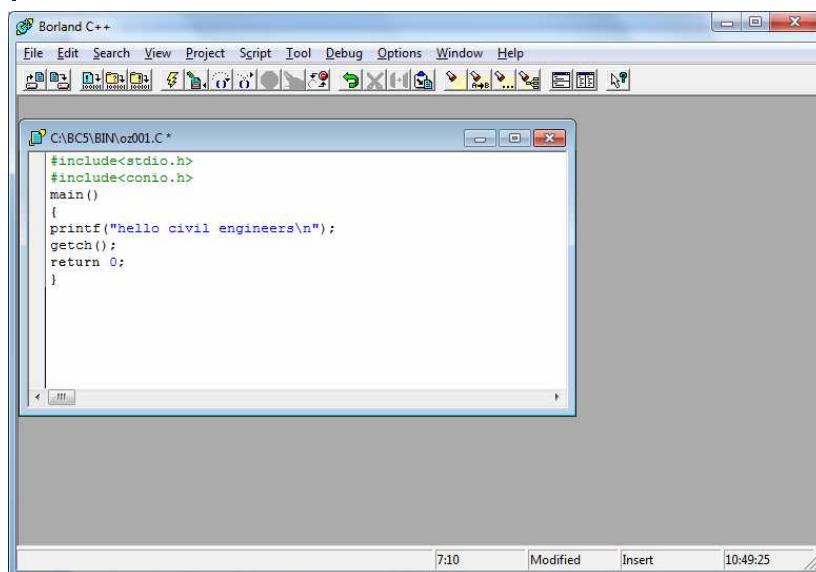 Borland C++
File Edit Search View Project Script Tool Debug Options Window Help
C:\BC5\BIN\oz001.C *
#include<stdio.h>
#include<conio.h>
main()
{
printf("hello civil engineers\n");
getch();
return 0;
}
7:10 Modified Insert 10:49:25